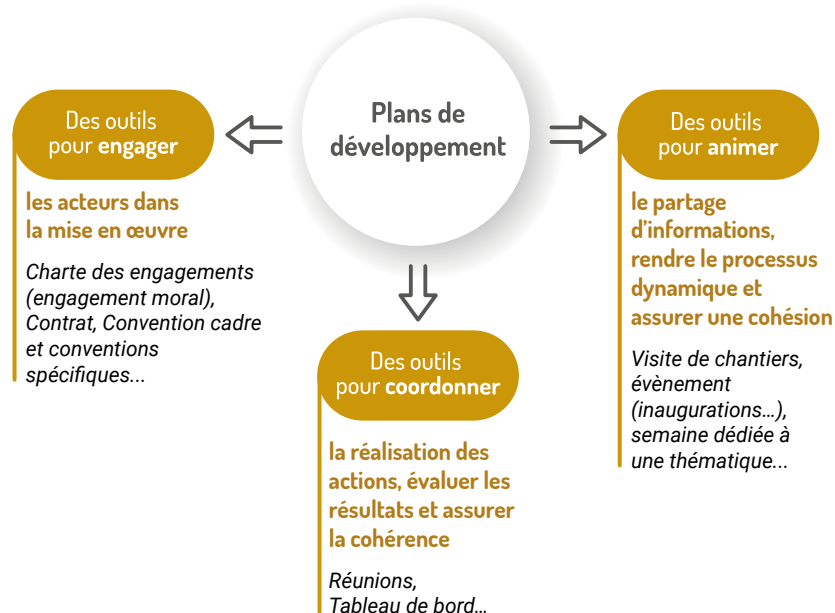 Plans de
développement
Des outils
pour engager
les acteurs dans
la mise en œuvre
Charte des engagements
(engagement moral),
Contrat, Convention cadre
et conventions
spécifiques...
Des outils
pour coordonner
la réalisation des
actions, évaluer les
résultats et assurer
la cohérence
Réunions,
Tableau de bord...
Des outils
pour animer
le partage
d'informations,
rendre le processus
dynamique et
assurer une cohésion
Visite de chantiers,
évènement
(inaugurations...),
semaine dédiée à
une thématique...